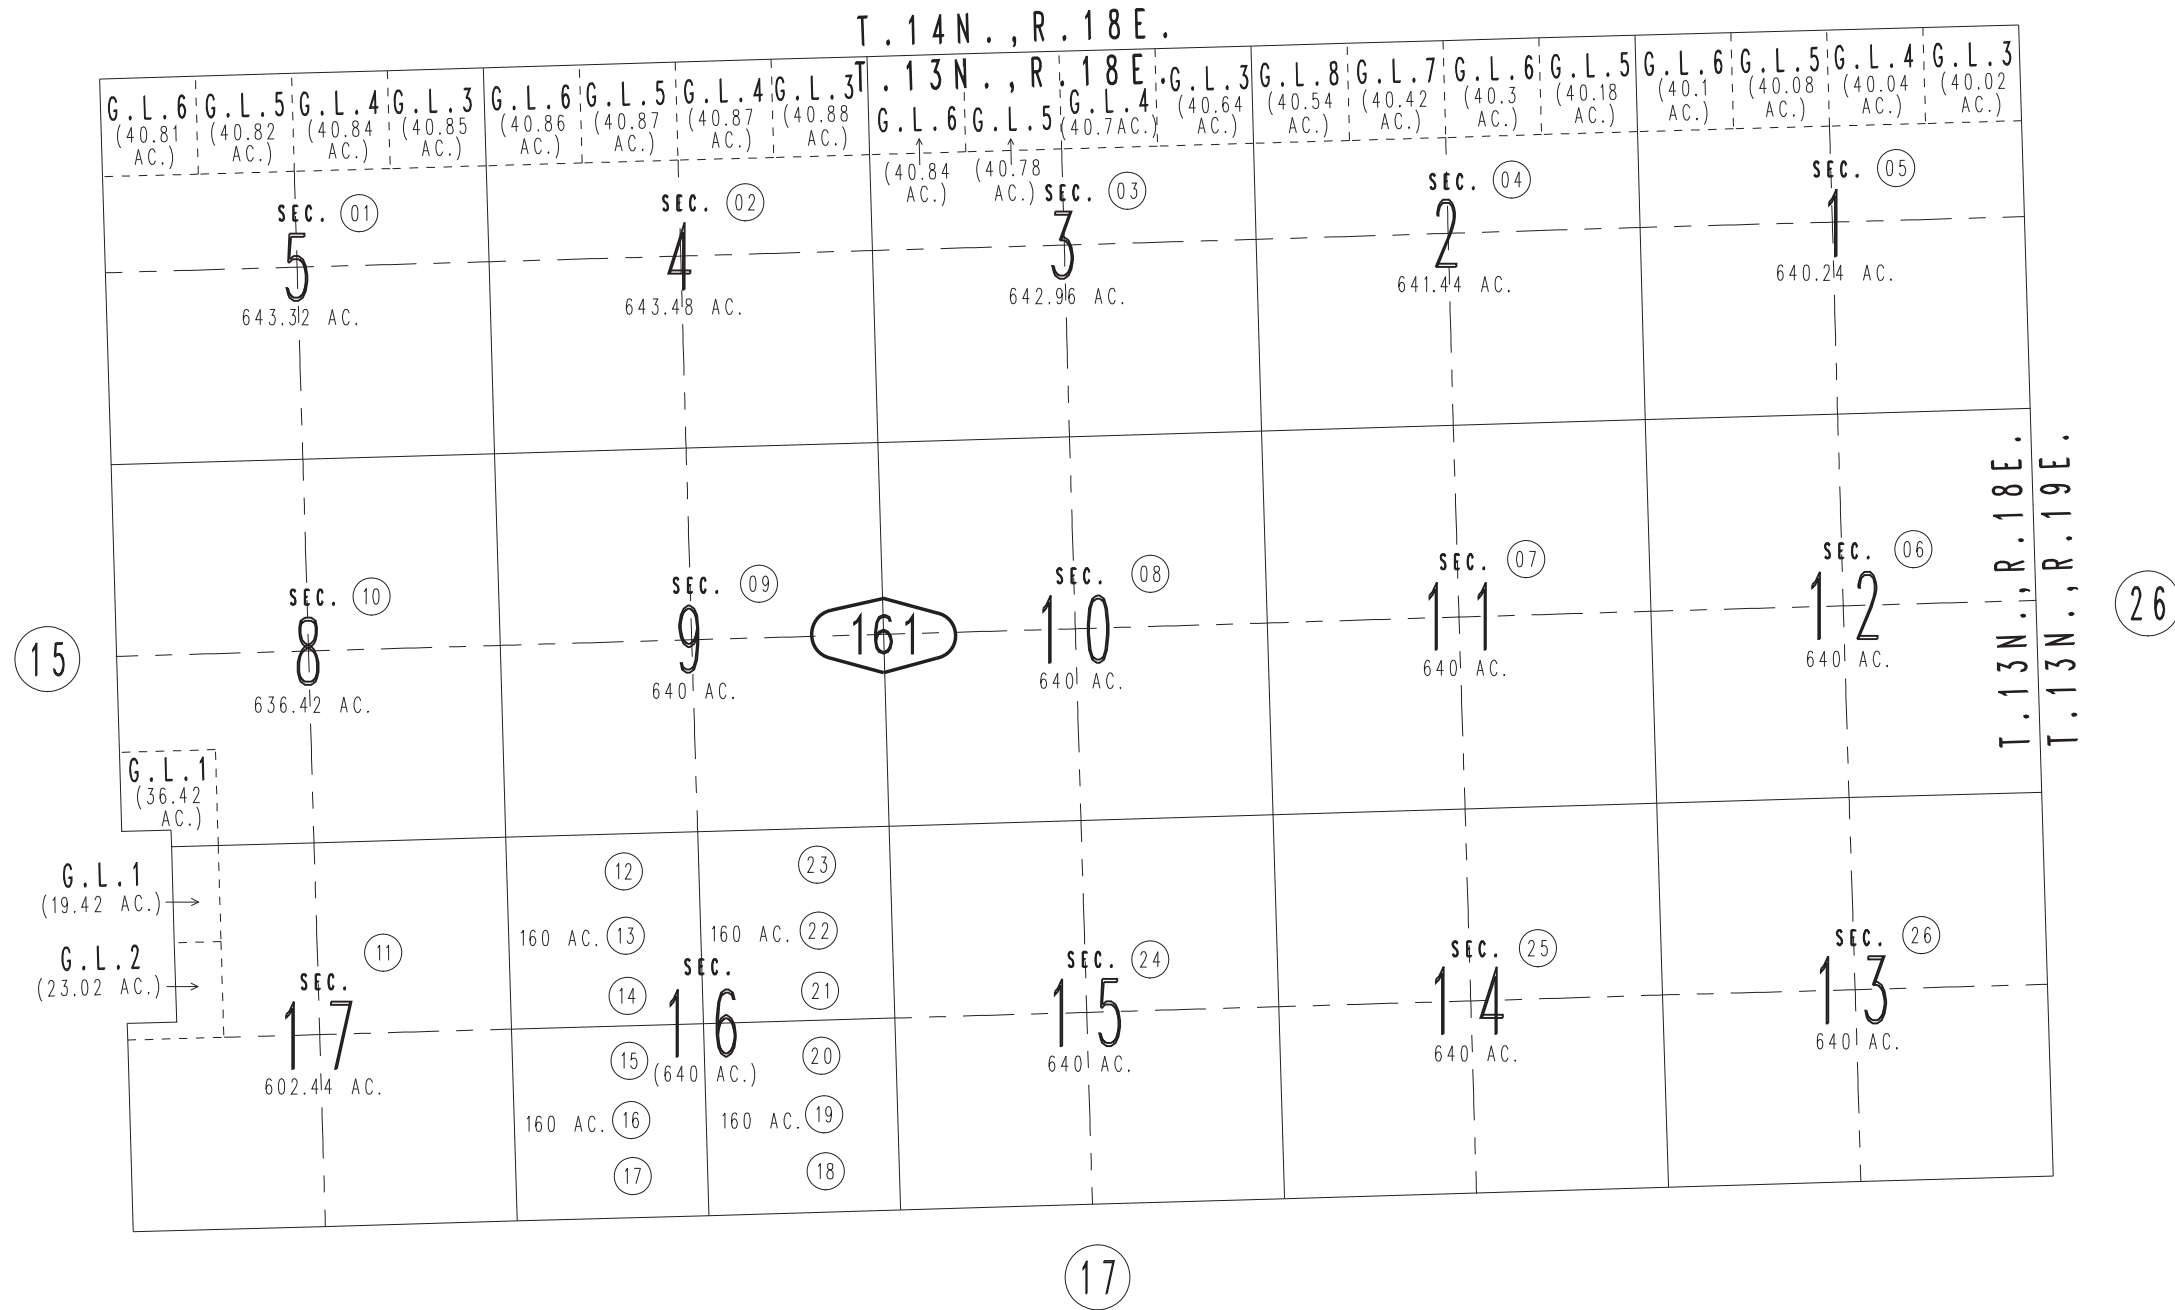 T.14N.,R.18E.
T.13N.,R.18E.
G.L.6
(40.81
AC.)
G.L.5
(40.82
AC.)
G.L.4
(40.84
AC.)
G.L.3
(40.85
AC.)
G.L.6
(40.86
AC.)
G.L.5
(40.87
AC.)
G.L.4
(40.87
AC.)
G.L.3
(40.88
AC.)
G.L.6
(40.84
AC.)
G.L.5
(40.78
AC.)
G.L.4
(40.7AC.)
G.L.3
(40.64
AC.)
G.L.8
(40.54
AC.)
G.L.7
(40.42
AC.)
G.L.6
(40.3
AC.)
G.L.5
(40.18
AC.)
G.L.6
(40.1
AC.)
G.L.5
(40.08
AC.)
G.L.4
(40.04
AC.)
G.L.3
(40.02
AC.)
SEC. 01
5
643.32 AC.
SEC. 02
4
643.48 AC.
SEC. 03
3
642.96 AC.
SEC. 04
2
641.44 AC.
SEC. 05
1
640.24 AC.
T.13N.,R.18E.
T.13N.,R.19E.
15
SEC. 10
8
636.42 AC.
SEC. 09
9
640 AC.
161
SEC. 08
10
640 AC.
SEC. 07
11
640 AC.
SEC. 06
12
640 AC.
26
G.L.1
(36.42
AC.)
G.L.1
(19.42 AC.)
G.L.2
(23.02 AC.)
11
SEC.
17
602.44 AC.
12
160 AC. 13
14
23
160 AC. 22
21
SEC.
16
(640 AC.)
15
160 AC. 16
17
20
160 AC. 19
18
SEC. 24
15
640 AC.
SEC. 25
14
640 AC.
SEC. 26
13
640 AC.
17